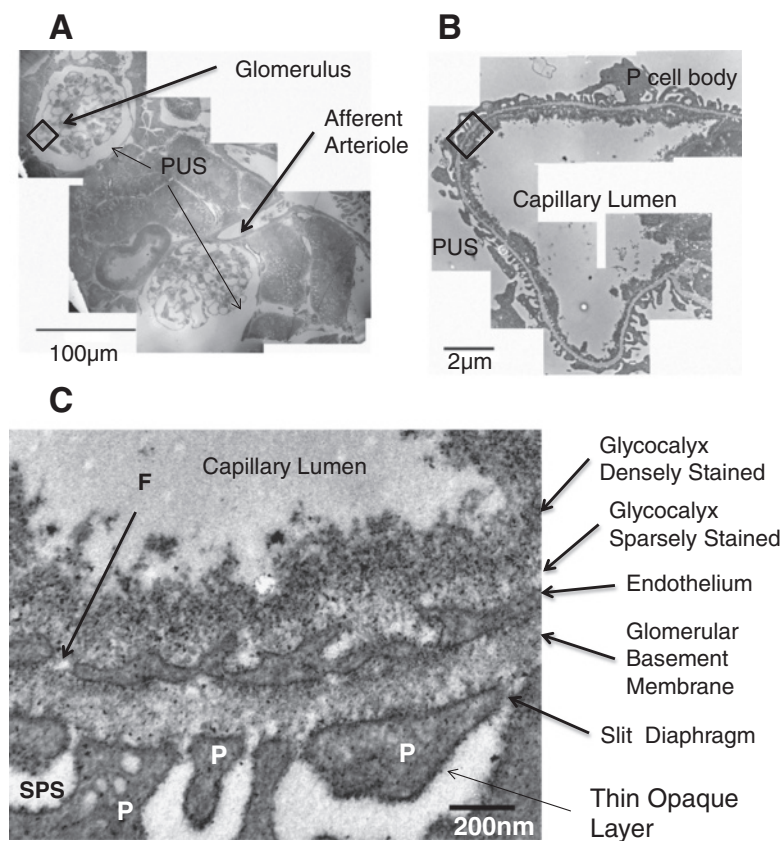 A
Glomerulus
Afferent
Arteriole
PUS
100µm
B
P cell body
Capillary Lumen
PUS
2µm
C
Capillary Lumen
F
Glycocalyx
Densely Stained
Glycocalyx
Sparsely Stained
Endothelium
Glomerular
Basement
Membrane
Slit Diaphragm
P
P
SPS
P
200nm
Thin Opaque
Layer